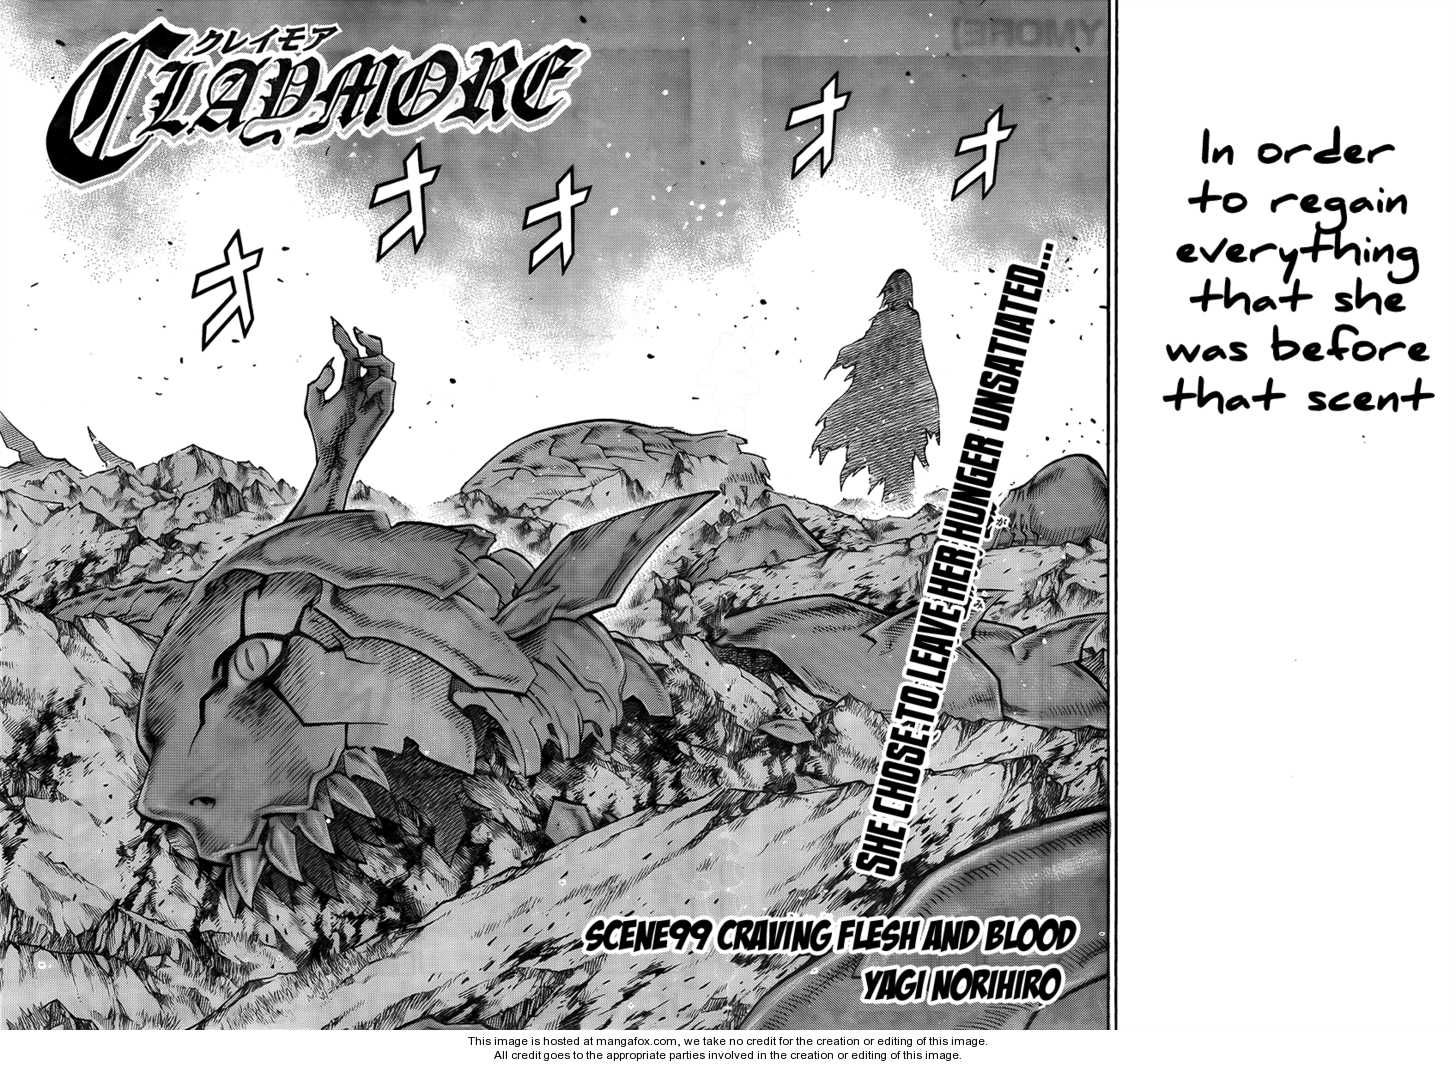 クレイモア
CLAYMORE
YMORE]
オ
オ
オ
オ
オ
In order
to regain
everything
that she
was before
that scent
SHE CHOSE TO LEAVE HER HUNGER UNSATIATED...
SCENE99 CRAVING FLESH AND BLOOD
YAGI NORIHIRO
This image is hosted at mangafox.com, we take no credit for the creation or editing of this image.
All credit goes to the appropriate parties involved in the creation or editing of this image.